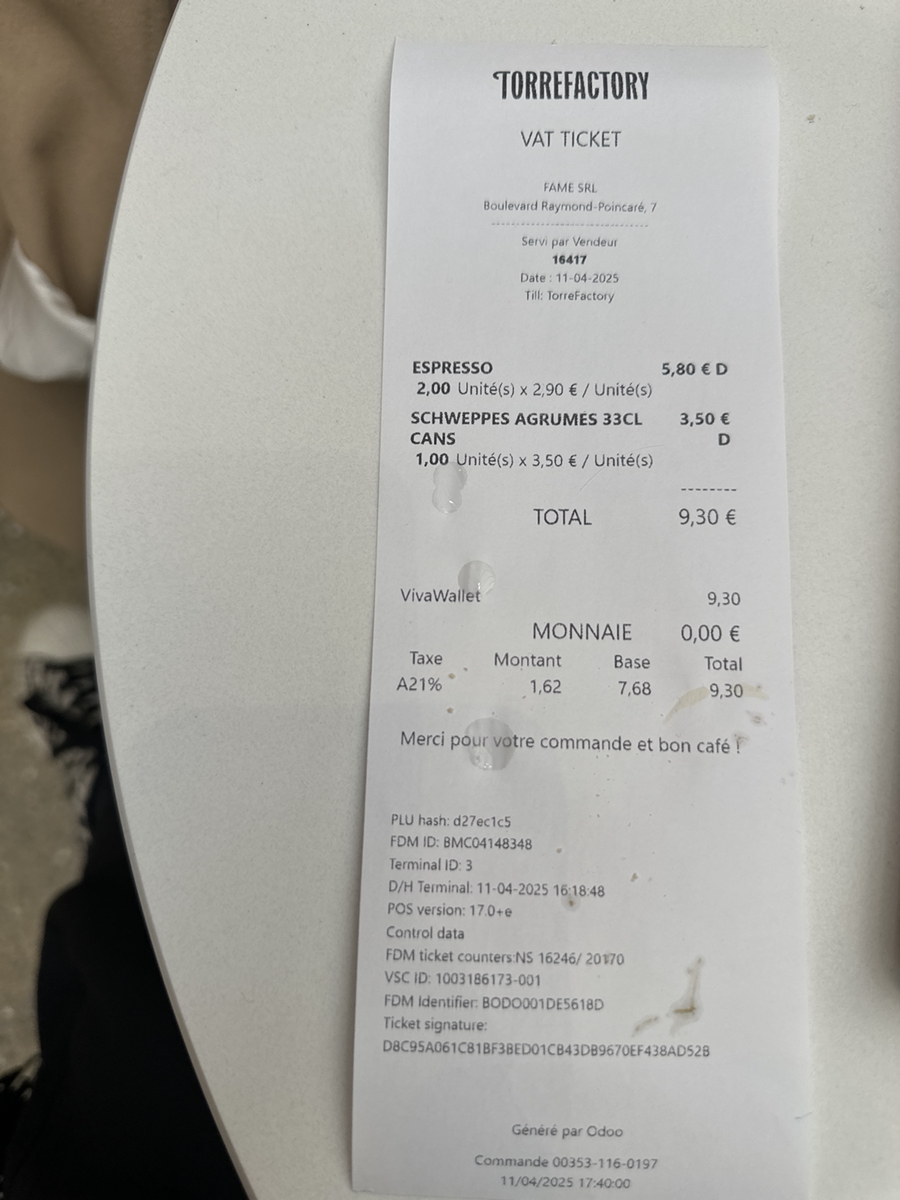 TORREFACTORY
VAT TICKET
FAME SRL
Boulevard Raymond-Poincaré, 7
--------------------------------
Servi par Vendeur
16417
Date : 11-04-2025
Till: TorreFactory
ESPRESSO 5,80 € D
2,00 Unité(s) x 2,90 € / Unité(s)
SCHWEPPES AGRUMES 33CL 3,50 €
CANS D
1,00 Unité(s) x 3,50 € / Unité(s)
--------
TOTAL 9,30 €
VivaWallet 9,30
MONNAIE 0,00 €
Taxe Montant Base Total
A21% 1,62 7,68 9,30
Merci pour votre commande et bon café !
PLU hash: d27ec1c5
FDM ID: BMC04148348
Terminal ID: 3
D/H Terminal: 11-04-2025 16:18:48
POS version: 17.0+e
Control data
FDM ticket counters:NS 16246/ 20170
VSC ID: 1003186173-001
FDM Identifier: BODO001DE5618D
Ticket signature:
D8C95A061C81BF38ED01CB43DB9670EF438AD52B
Généré par Odoo
Commande 00353-116-0197
11/04/2025 17:40:00